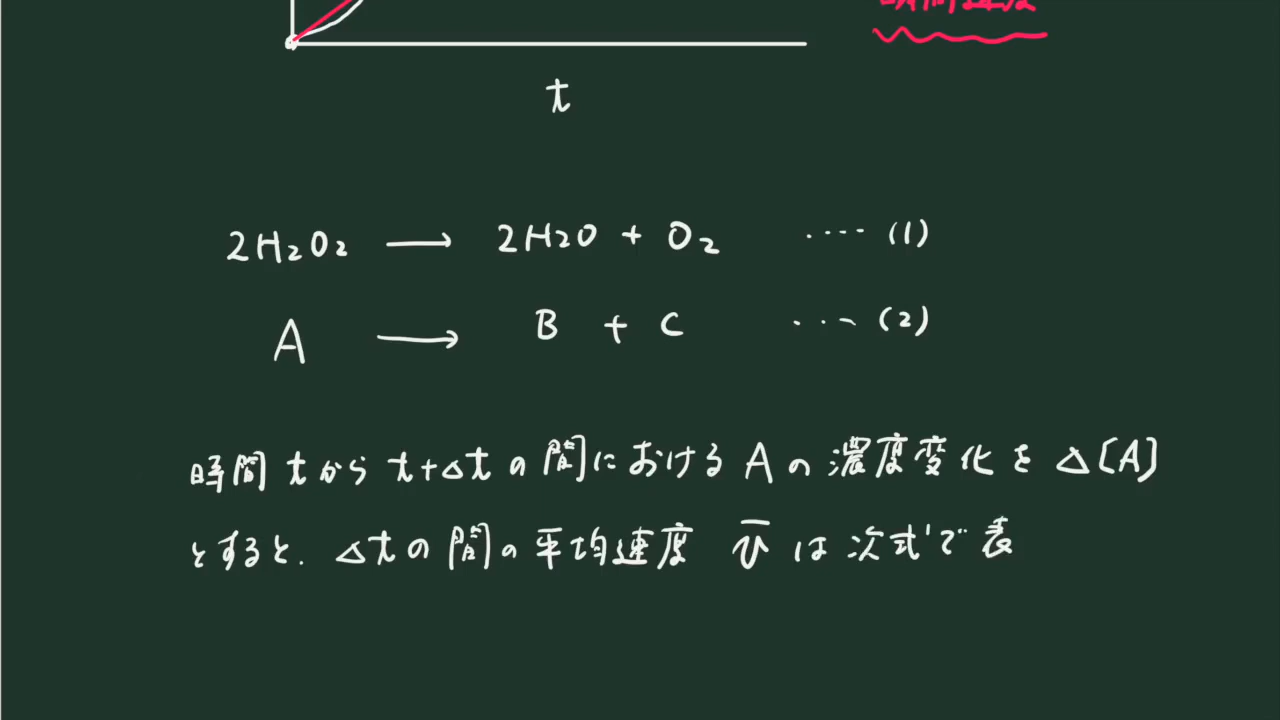 t
2H₂O₂ ⟶ 2H2O + O₂ ···· (1)
A ⟶ B + C ···· (2)
時間 t から t+Δt の間における A の濃度変化を Δ[A]
とすると. Δt の間の平均速度 v̅ は次式で表